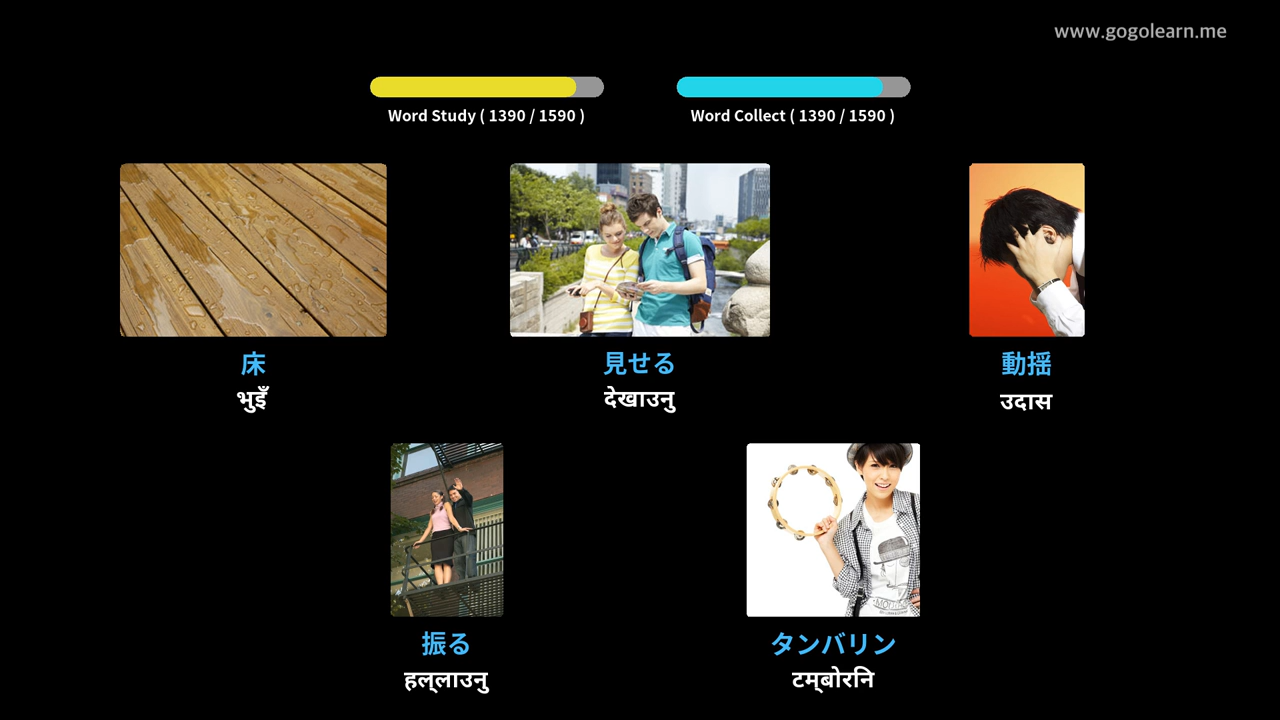 www.gogolearn.me
Word Study ( 1390 / 1590 )
Word Collect ( 1390 / 1590 )
床
भुइँ
見せる
देखाउनु
動揺
उदास
振る
हल्लाउनु
タンバリン
टम्बोरनि